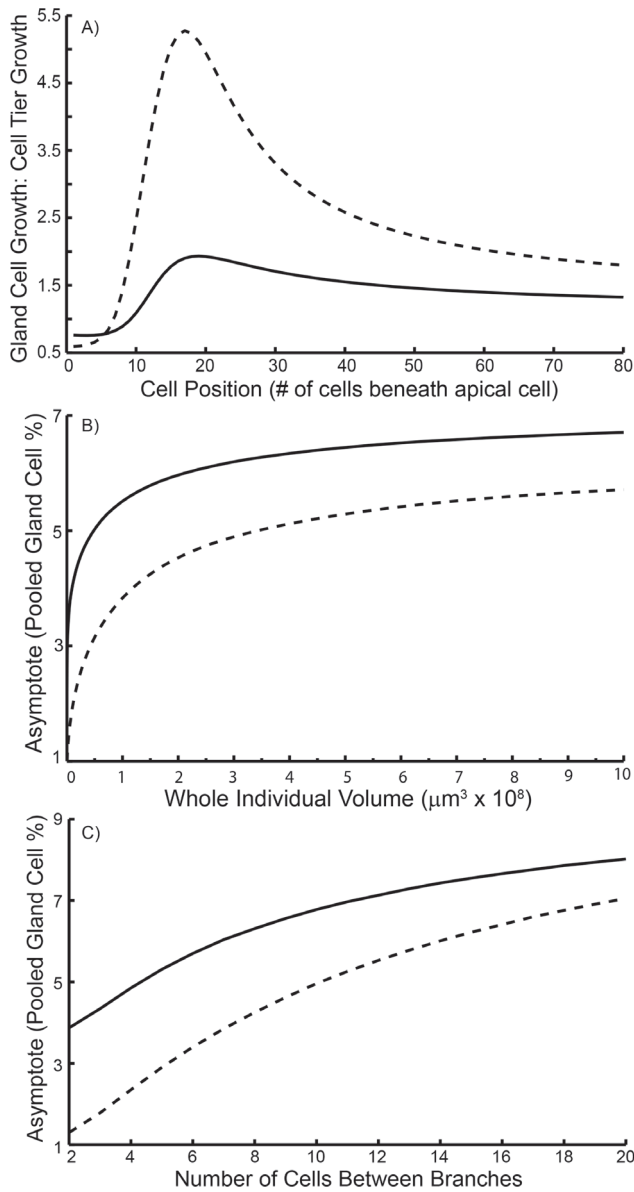 A)
5.5
4.5
3.5
2.5
1.5
0.5
Gland Cell Growth: Cell Tier Growth
0 10 20 30 40 50 60 70 80
Cell Position (# of cells beneath apical cell)
B)
7
5
3
1
Asymptote (Pooled Gland Cell %)
0 1 2 3 4 5 6 7 8 9 10
Whole Individual Volume (μm³ x 10⁸)
C)
9
7
5
3
1
Asymptote (Pooled Gland Cell %)
2 4 6 8 10 12 14 16 18 20
Number of Cells Between Branches